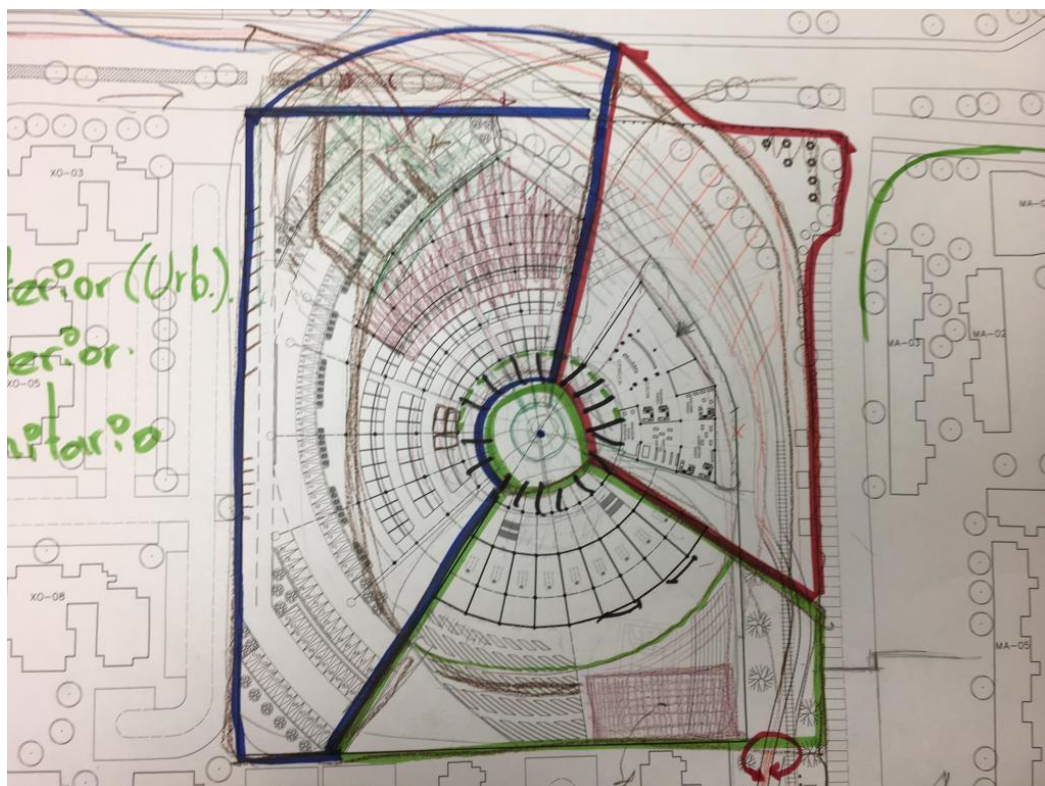 XO-03
terior (Urb.).
terior.
XO-05
nitario
XO-08
MA-03
MA-02
MA-05